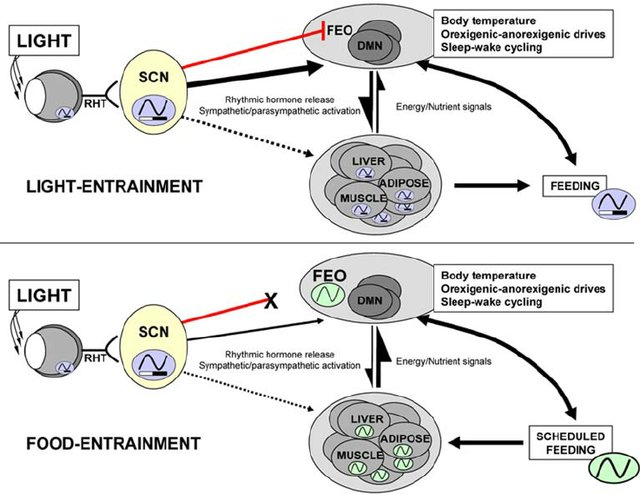 LIGHT
RHT
SCN
FEO
DMN
Body temperature
Orexigenic-anorexigenic drives
Sleep-wake cycling
Rhythmic hormone release
Sympathetic/parasympathetic activation
Energy/Nutrient signals
LIVER
ADIPOSE
MUSCLE
FEEDING
LIGHT-ENTRAINMENT
LIGHT
RHT
SCN
X
FEO
DMN
Body temperature
Orexigenic-anorexigenic drives
Sleep-wake cycling
Rhythmic hormone release
Sympathetic/parasympathetic activation
Energy/Nutrient signals
LIVER
ADIPOSE
MUSCLE
SCHEDULED
FEEDING
FOOD-ENTRAINMENT